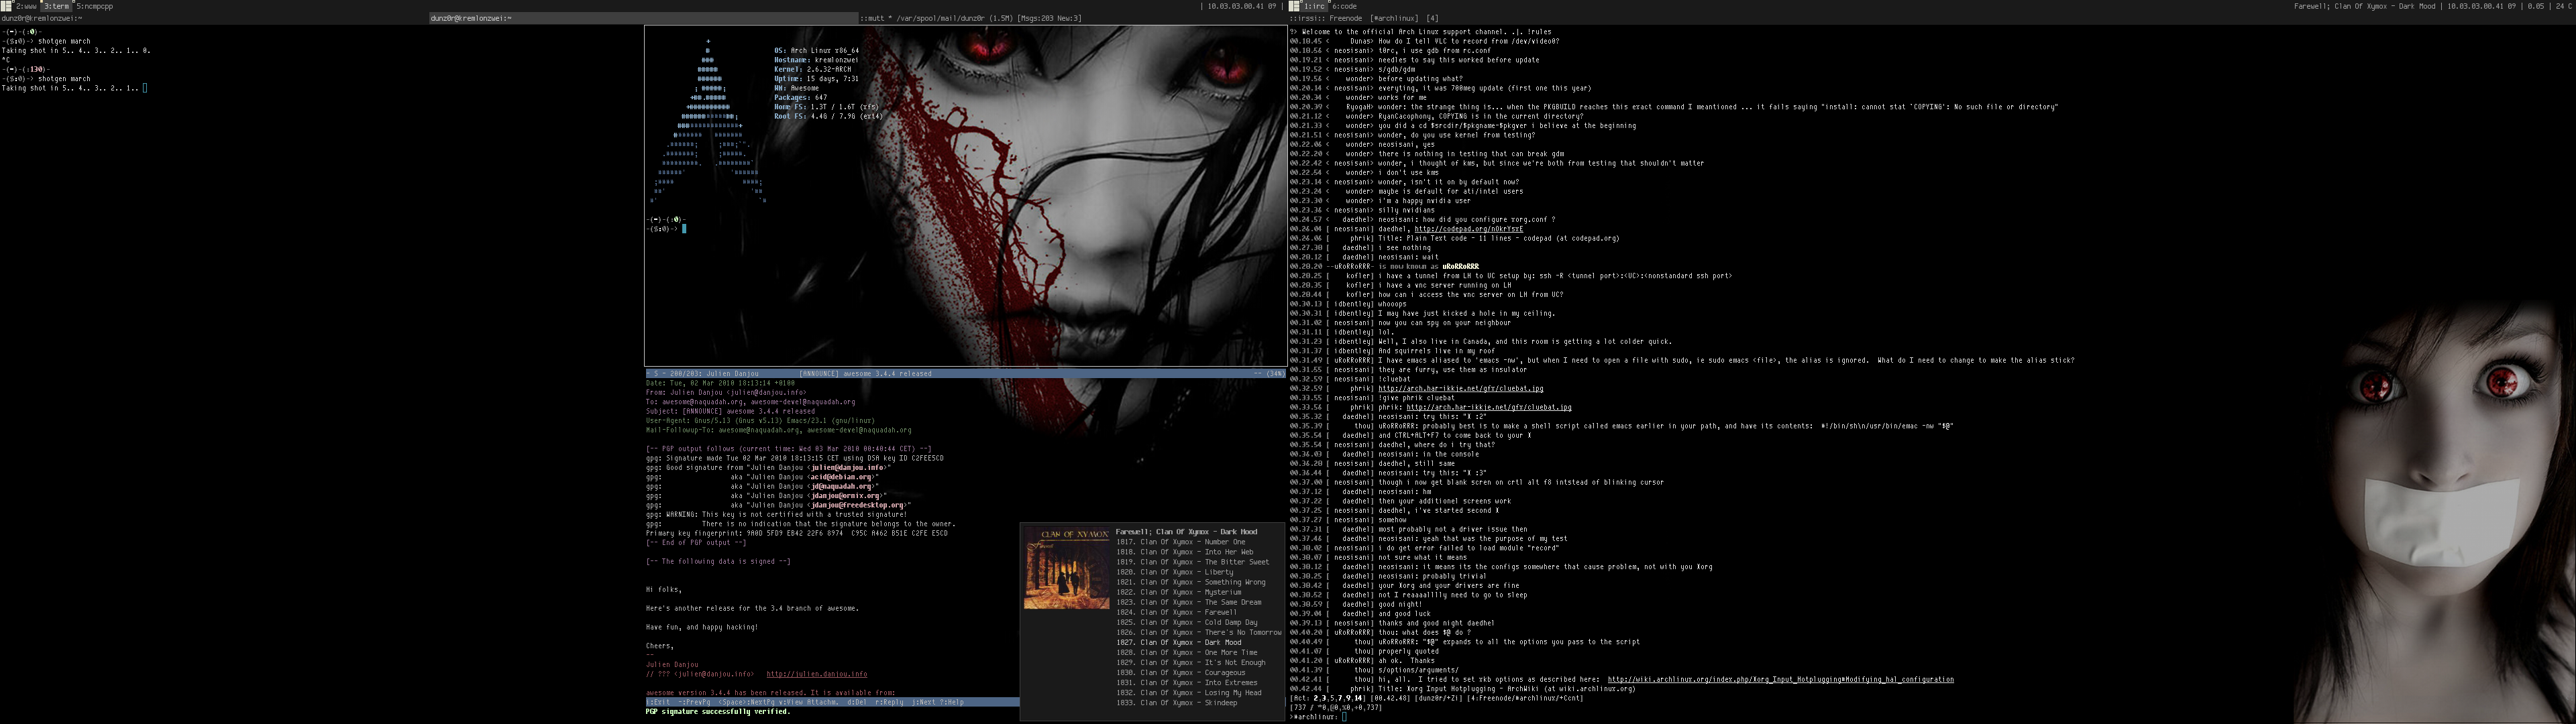 2:www 3:term 5:ncmpcpp
| 10.03.03.00.41 09 |
dunz0r@kremlonzwei:~
dunz0r@kremlonzwei:~
::mutt * /var/spool/mail/dunz0r (1.5M) [Msgs:203 New:3]
-(~)-(:0)-
-(S:0)-> shotgen march
Taking shot in 5.. 4.. 3.. 2.. 1.. 0.
^C
-(~)-(:130)-
-(S:0)-> shotgen march
Taking shot in 5.. 4.. 3.. 2.. 1..
OS: Arch Linux x86_64
Hostname: kremlonzwei
Kernel: 2.6.32-ARCH
Uptime: 15 days, 7:31
WM: Awesome
Packages: 647
Home FS: 1.3T / 1.6T (xfs)
Root FS: 4.4G / 7.9G (ext4)
-(~)-(:0)-
-(S:0)->
- S - 200/203: Julien Danjou [ANNOUNCE] awesome 3.4.4 released -- (34%)
Date: Tue, 02 Mar 2010 18:13:14 +0100
From: Julien Danjou <julien@danjou.info>
To: awesome@naquadah.org, awesome-devel@naquadah.org
Subject: [ANNOUNCE] awesome 3.4.4 released
User-Agent: Gnus/5.13 (Gnus v5.13) Emacs/23.1 (gnu/linux)
Mail-Followup-To: awesome@naquadah.org, awesome-devel@naquadah.org
[-- PGP output follows (current time: Wed 03 Mar 2010 00:40:44 CET) --]
gpg: Signature made Tue 02 Mar 2010 18:13:15 CET using DSA key ID C2FEE5CD
gpg: Good signature from "Julien Danjou <julien@danjou.info>"
gpg: aka "Julien Danjou <acid@debian.org>"
gpg: aka "Julien Danjou <jd@naquadah.org>"
gpg: aka "Julien Danjou <jdanjou@ornix.org>"
gpg: aka "Julien Danjou <jdanjou@freedesktop.org>"
gpg: WARNING: This key is not certified with a trusted signature!
gpg: There is no indication that the signature belongs to the owner.
Primary key fingerprint: 9A0D 5FD9 EB42 22F6 8974 C95C A462 B51E C2FE E5CD
[-- End of PGP output --]
[-- The following data is signed --]
Hi folks,
Here's another release for the 3.4 branch of awesome.
Have fun, and happy hacking!
Cheers,
--
Julien Danjou
// ??? <julien@danjou.info> http://julien.danjou.info
awesome version 3.4.4 has been released. It is available from:
i:Exit -:PrevPg <Space>:NextPg v:View Attachm. d:Del r:Reply j:Next ?:Help
PGP signature successfully verified.
CLAN OF XYMOX
Farewell
Farewell; Clan Of Xymox - Dark Mood
1817. Clan Of Xymox - Number One
1818. Clan Of Xymox - Into Her Web
1819. Clan Of Xymox - The Bitter Sweet
1820. Clan Of Xymox - Liberty
1821. Clan Of Xymox - Something Wrong
1822. Clan Of Xymox - Mysterium
1823. Clan Of Xymox - The Same Dream
1824. Clan Of Xymox - Farewell
1825. Clan Of Xymox - Cold Damp Day
1826. Clan Of Xymox - There's No Tomorrow
1827. Clan Of Xymox - Dark Mood
1828. Clan Of Xymox - One More Time
1829. Clan Of Xymox - It's Not Enough
1830. Clan Of Xymox - Courageous
1831. Clan Of Xymox - Into Extremes
1832. Clan Of Xymox - Losing My Head
1833. Clan Of Xymox - Skindeep
1:irc 6:code
Farewell; Clan Of Xymox - Dark Mood | 10.03.03.00.41 09 | 0.05 | 24 C
::irssi:: Freenode [#archlinux] [4]
?> Welcome to the official Arch Linux support channel. .|. !rules
00.18.45 < Dunas> How do I tell VLC to record from /dev/video0?
00.19.11 < neosisani> t0rc, i use gdb from rc.conf
00.19.21 < neosisani> needles to say this worked before update
00.19.52 < neosisani> s/gdb/gdm
00.19.56 < wonder> before updating what?
00.20.14 < neosisani> everyting, it was 700meg update (first one this year)
00.20.34 < wonder> works for me
00.20.39 < RyogaH> wonder: the strange thing is... when the PKGBUILD reaches this exact command I meantioned ... it fails saying "install: cannot stat `COPYING': No such file or directory"
00.21.12 < wonder> RyanCacophony, COPYING is in the current directory?
00.21.33 < wonder> you did a cd $srcdir/$pkgname-$pkgver i believe at the beginning
00.21.51 < neosisani> wonder, do you use kernel from testing?
00.22.06 < wonder> neosisani, yes
00.22.20 < wonder> there is nothing in testing that can break gdm
00.22.42 < neosisani> wonder, i thought of kms, but since we're both from testing that shouldn't matter
00.22.54 < wonder> i don't use kms
00.23.14 < neosisani> wonder, isn't it on by default now?
00.23.24 < wonder> maybe is default for ati/intel users
00.23.30 < wonder> i'm a happy nvidia user
00.23.36 < neosisani> silly nvidians
00.24.57 < daedhel> neosisani: how did you configure xorg.conf ?
00.26.04 [ neosisani] daedhel, http://codepad.org/nOkrYsxE
00.26.06 [ phrik] Title: Plain Text code - 11 lines - codepad (at codepad.org)
00.27.38 [ daedhel] i see nothing
00.28.12 [ daedhel] neosisani: wait
00.28.20 --uRoRRoRRR- is now known as uRoRRoRRR
00.28.25 [ kofler] i have a tunnel from LH to UC setup by: ssh -R <tunnel port>:<UC>:<nonstandard ssh port>
00.28.35 [ kofler] i have a vnc server running on LH
00.28.44 [ kofler] how can i access the vnc server on LH from UC?
00.30.13 [ idbentley] whooops
00.30.31 [ idbentley] I may have just kicked a hole in my ceiling.
00.31.02 [ neosisani] now you can spy on your neighbour
00.31.11 [ idbentley] lol.
00.31.23 [ idbentley] Well, I also live in Canada, and this room is getting a lot colder quick.
00.31.37 [ idbentley] And squirrels live in my roof
00.31.49 [ uRoRRoRRR] I have emacs aliased to 'emacs -nw', but when I need to open a file with sudo, ie sudo emacs <file>, the alias is ignored. What do I need to change to make the alias stick?
00.31.55 [ neosisani] they are furry, use them as insulator
00.32.59 [ neosisani] !cluebat
00.32.59 [ phrik] http://arch.har-ikkje.net/gfx/cluebat.jpg
00.33.55 [ neosisani] !give phrik cluebat
00.33.56 [ phrik] phrik: http://arch.har-ikkje.net/gfx/cluebat.jpg
00.35.32 [ daedhel] neosisani: try this: "X :2"
00.35.39 [ thou] uRoRRoRRR: probably best is to make a shell script called emacs earlier in your path, and have its contents: #!/bin/sh\n/usr/bin/emac -nw "$@"
00.35.54 [ daedhel] and CTRL+ALT+F7 to come back to your X
00.35.54 [ neosisani] daedhel, where do i try that?
00.36.03 [ daedhel] neosisani: in the console
00.36.28 [ neosisani] daedhel, still same
00.36.44 [ daedhel] neosisani: try this: "X :3"
00.37.00 [ neosisani] though i now get blank scren on crtl alt f8 intstead of blinking cursor
00.37.12 [ daedhel] neosisani: hm
00.37.22 [ daedhel] then your additionel screens work
00.37.25 [ neosisani] daedhel, i've started second X
00.37.27 [ neosisani] somehow
00.37.31 [ daedhel] most probably not a driver issue then
00.37.46 [ daedhel] neosisani: yeah that was the purpose of my test
00.38.02 [ neosisani] i do get error failed to load module "record"
00.38.07 [ neosisani] not sure what it means
00.38.12 [ daedhel] neosisani: it means its the configs somewhere that cause problem, not with you Xorg
00.38.25 [ daedhel] neosisani: probably trivial
00.38.42 [ daedhel] your Xorg and your drivers are fine
00.38.52 [ daedhel] not I reaaaalllly need to go to sleep
00.38.59 [ daedhel] good night!
00.39.04 [ daedhel] and good luck
00.39.13 [ neosisani] thanks and good night daedhel
00.40.20 [ uRoRRoRRR] thou: what does $@ do ?
00.40.49 [ thou] uRoRRoRRR: "$@" expands to all the options you pass to the script
00.41.07 [ thou] properly quoted
00.41.20 [ uRoRRoRRR] ah ok. Thanks
00.41.39 [ thou] s/options/arguments/
00.42.41 [ thou] hi, all. I tried to set xkb options as described here: http://wiki.archlinux.org/index.php/Xorg_Input_Hotplugging#Modifying_hal_configuration
00.42.44 [ phrik] Title: Xorg Input Hotplugging - ArchWiki (at wiki.archlinux.org)
[Act: 2,3,5,7,9,14] [00.42.48] [dunz0r/+Zi] [4:Freenode/#archlinux/+Ccnt]
[737 / ~0,@0,%0,+0,737]
>#archlinux: